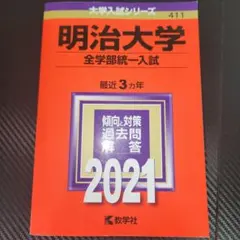 大学入試シリーズ
411
明治大学
全学部統一入試
最近3カ年
傾向と対策
過去問
解答
2021
教学社